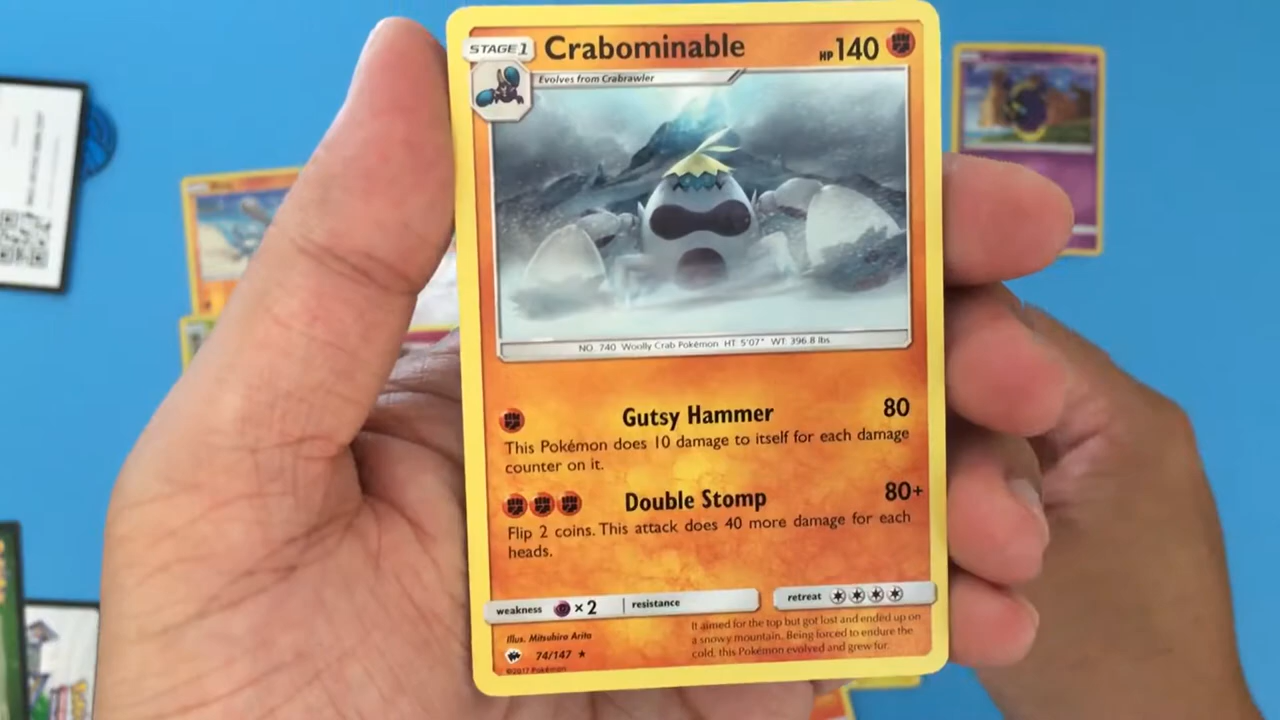 STAGE 1 Crabominable HP 140
Evolves from Crabrawler
NO. 740 Woolly Crab Pokémon HT: 5'07" WT: 396.8 lbs
Gutsy Hammer 80
This Pokémon does 10 damage to itself for each damage
counter on it.
Double Stomp 80+
Flip 2 coins. This attack does 40 more damage for each
heads.
weakness ×2 resistance retreat
It aimed for the top but got lost and ended up on
a snowy mountain. Being forced to endure the
cold, this Pokémon evolved and grew fur.
Illus. Mitsuhiro Arita
74/147 ★
©2017 Pokémon